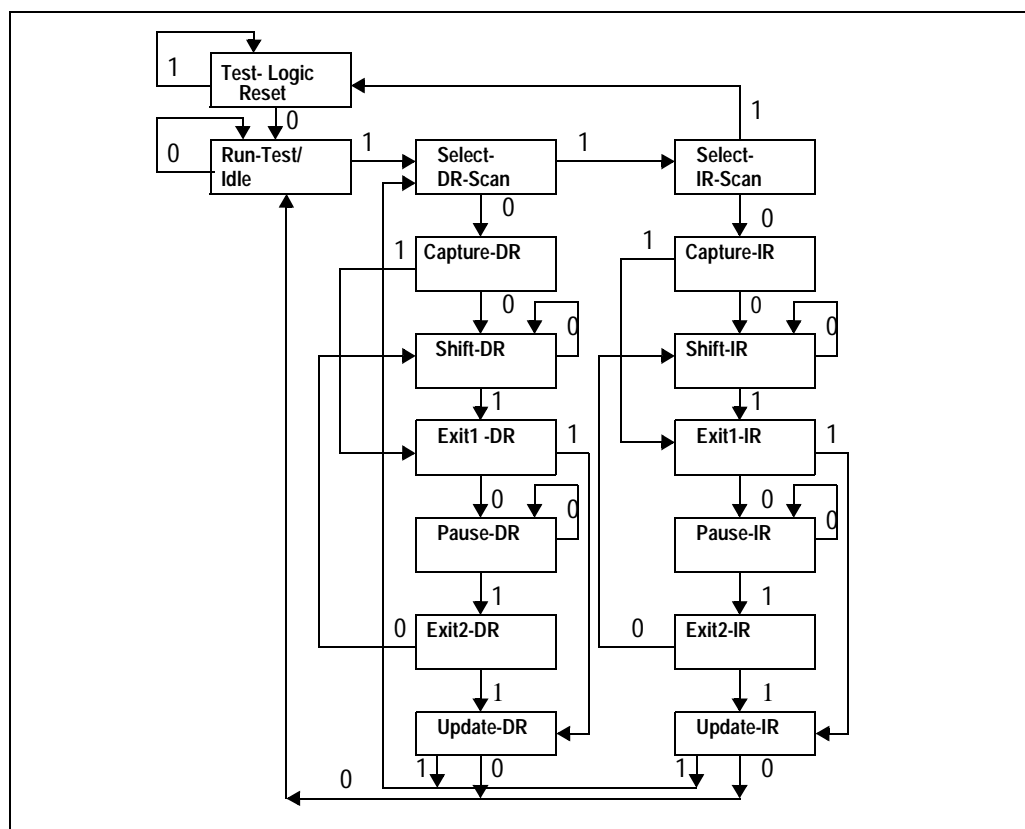 1
Test- Logic
Reset
0
1
0
Run-Test/
Idle
1
Select-
DR-Scan
1
Select-
IR-Scan
0
0
1
Capture-DR
1
Capture-IR
0
0
0
0
Shift-DR
Shift-IR
1
1
Exit1 -DR
1
Exit1-IR
1
0
0
0
0
Pause-DR
Pause-IR
1
1
0
Exit2-DR
0
Exit2-IR
1
1
Update-DR
Update-IR
0
1
0
1
0